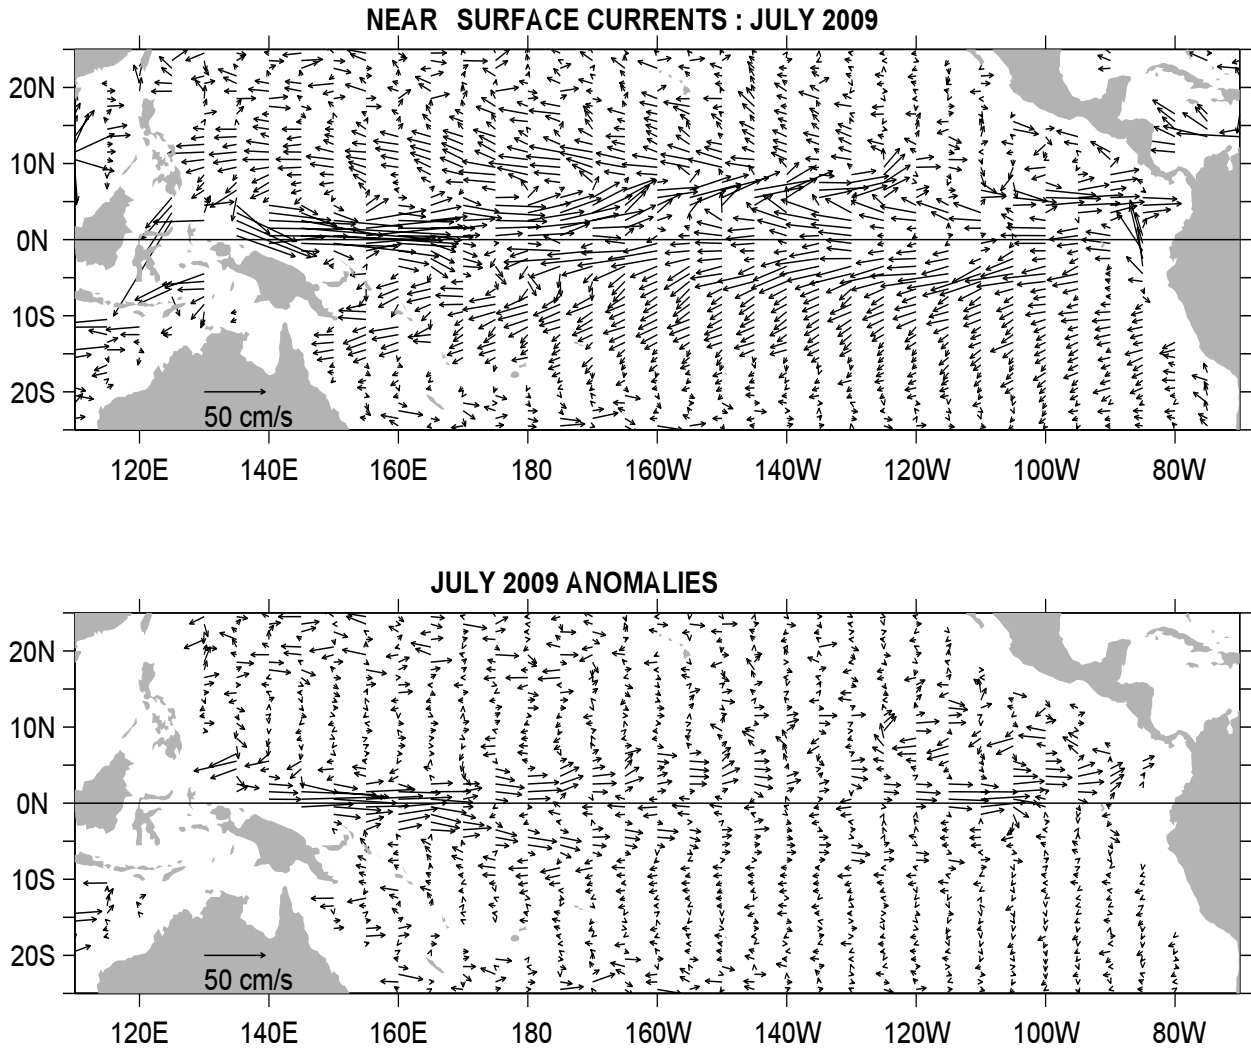 NEAR SURFACE CURRENTS : JULY 2009
20N
10N
0N
10S
20S
50 cm/s
120E 140E 160E 180 160W 140W 120W 100W 80W
JULY 2009 ANOMALIES
20N
10N
0N
10S
20S
50 cm/s
120E 140E 160E 180 160W 140W 120W 100W 80W